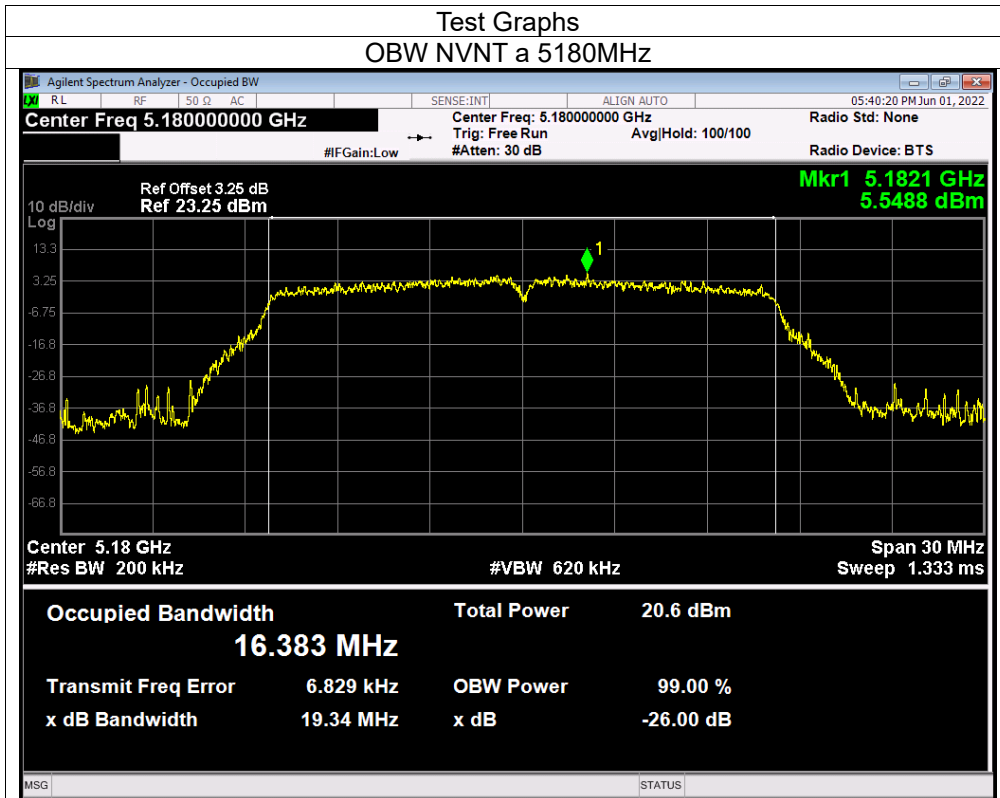 Test Graphs
OBW NVNT a 5180MHz
Agilent Spectrum Analyzer - Occupied BW
LXI RL RF 50 Ω AC SENSE:INT ALIGN AUTO 05:40:20 PM Jun 01, 2022
Center Freq 5.180000000 GHz Center Freq: 5.180000000 GHz Radio Std: None
Trig: Free Run Avg|Hold: 100/100
#IFGain:Low #Atten: 30 dB Radio Device: BTS
Mkr1 5.1821 GHz
5.5488 dBm
Ref Offset 3.25 dB
10 dB/div Ref 23.25 dBm
Log
1
13.3
3.25
-6.75
-16.8
-26.8
-36.8
-46.8
-56.8
-66.8
Center 5.18 GHz Span 30 MHz
#Res BW 200 kHz #VBW 620 kHz Sweep 1.333 ms
Occupied Bandwidth Total Power 20.6 dBm
16.383 MHz
Transmit Freq Error 6.829 kHz OBW Power 99.00 %
x dB Bandwidth 19.34 MHz x dB -26.00 dB
MSG STATUS